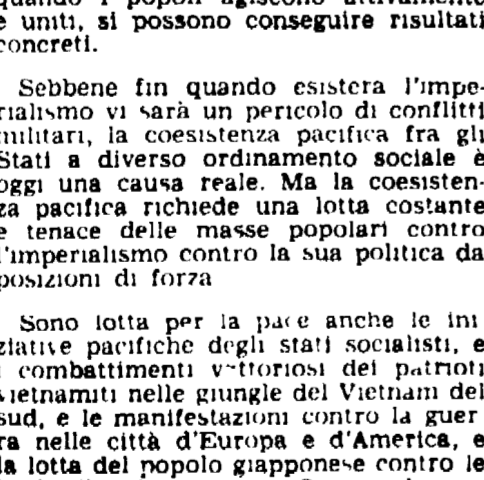 e uniti, si possono conseguire risultati
concreti.
Sebbene fin quando esisterà l'impe-
rialismo vi sarà un pericolo di conflitti
militari, la coesistenza pacifica fra gli
Stati a diverso ordinamento sociale è
oggi una causa reale. Ma la coesisten-
za pacifica richiede una lotta costante
e tenace delle masse popolari contro
l'imperialismo contro la sua politica da
posizioni di forza
Sono lotta per la pace anche le ini
ziative pacifiche degli stati socialisti, e
i combattimenti vittoriosi dei patrioti
vietnamiti nelle giungle del Vietnam del
sud, e le manifestazioni contro la guer
ra nelle città d'Europa e d'America, e
la lotta del popolo giapponese contro le